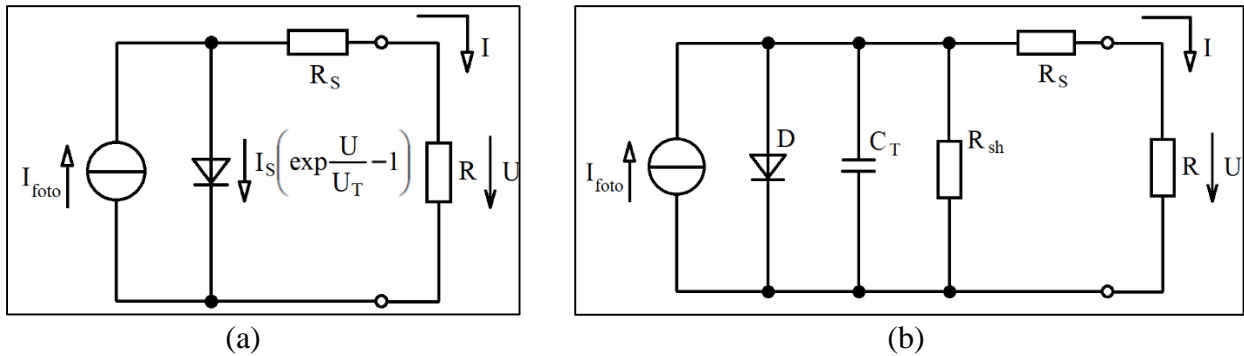 I
R_S
I_foto
I_S(exp U/U_T −1)
R
U
(a)
I
R_S
D
C_T
R_sh
I_foto
R
U
(b)